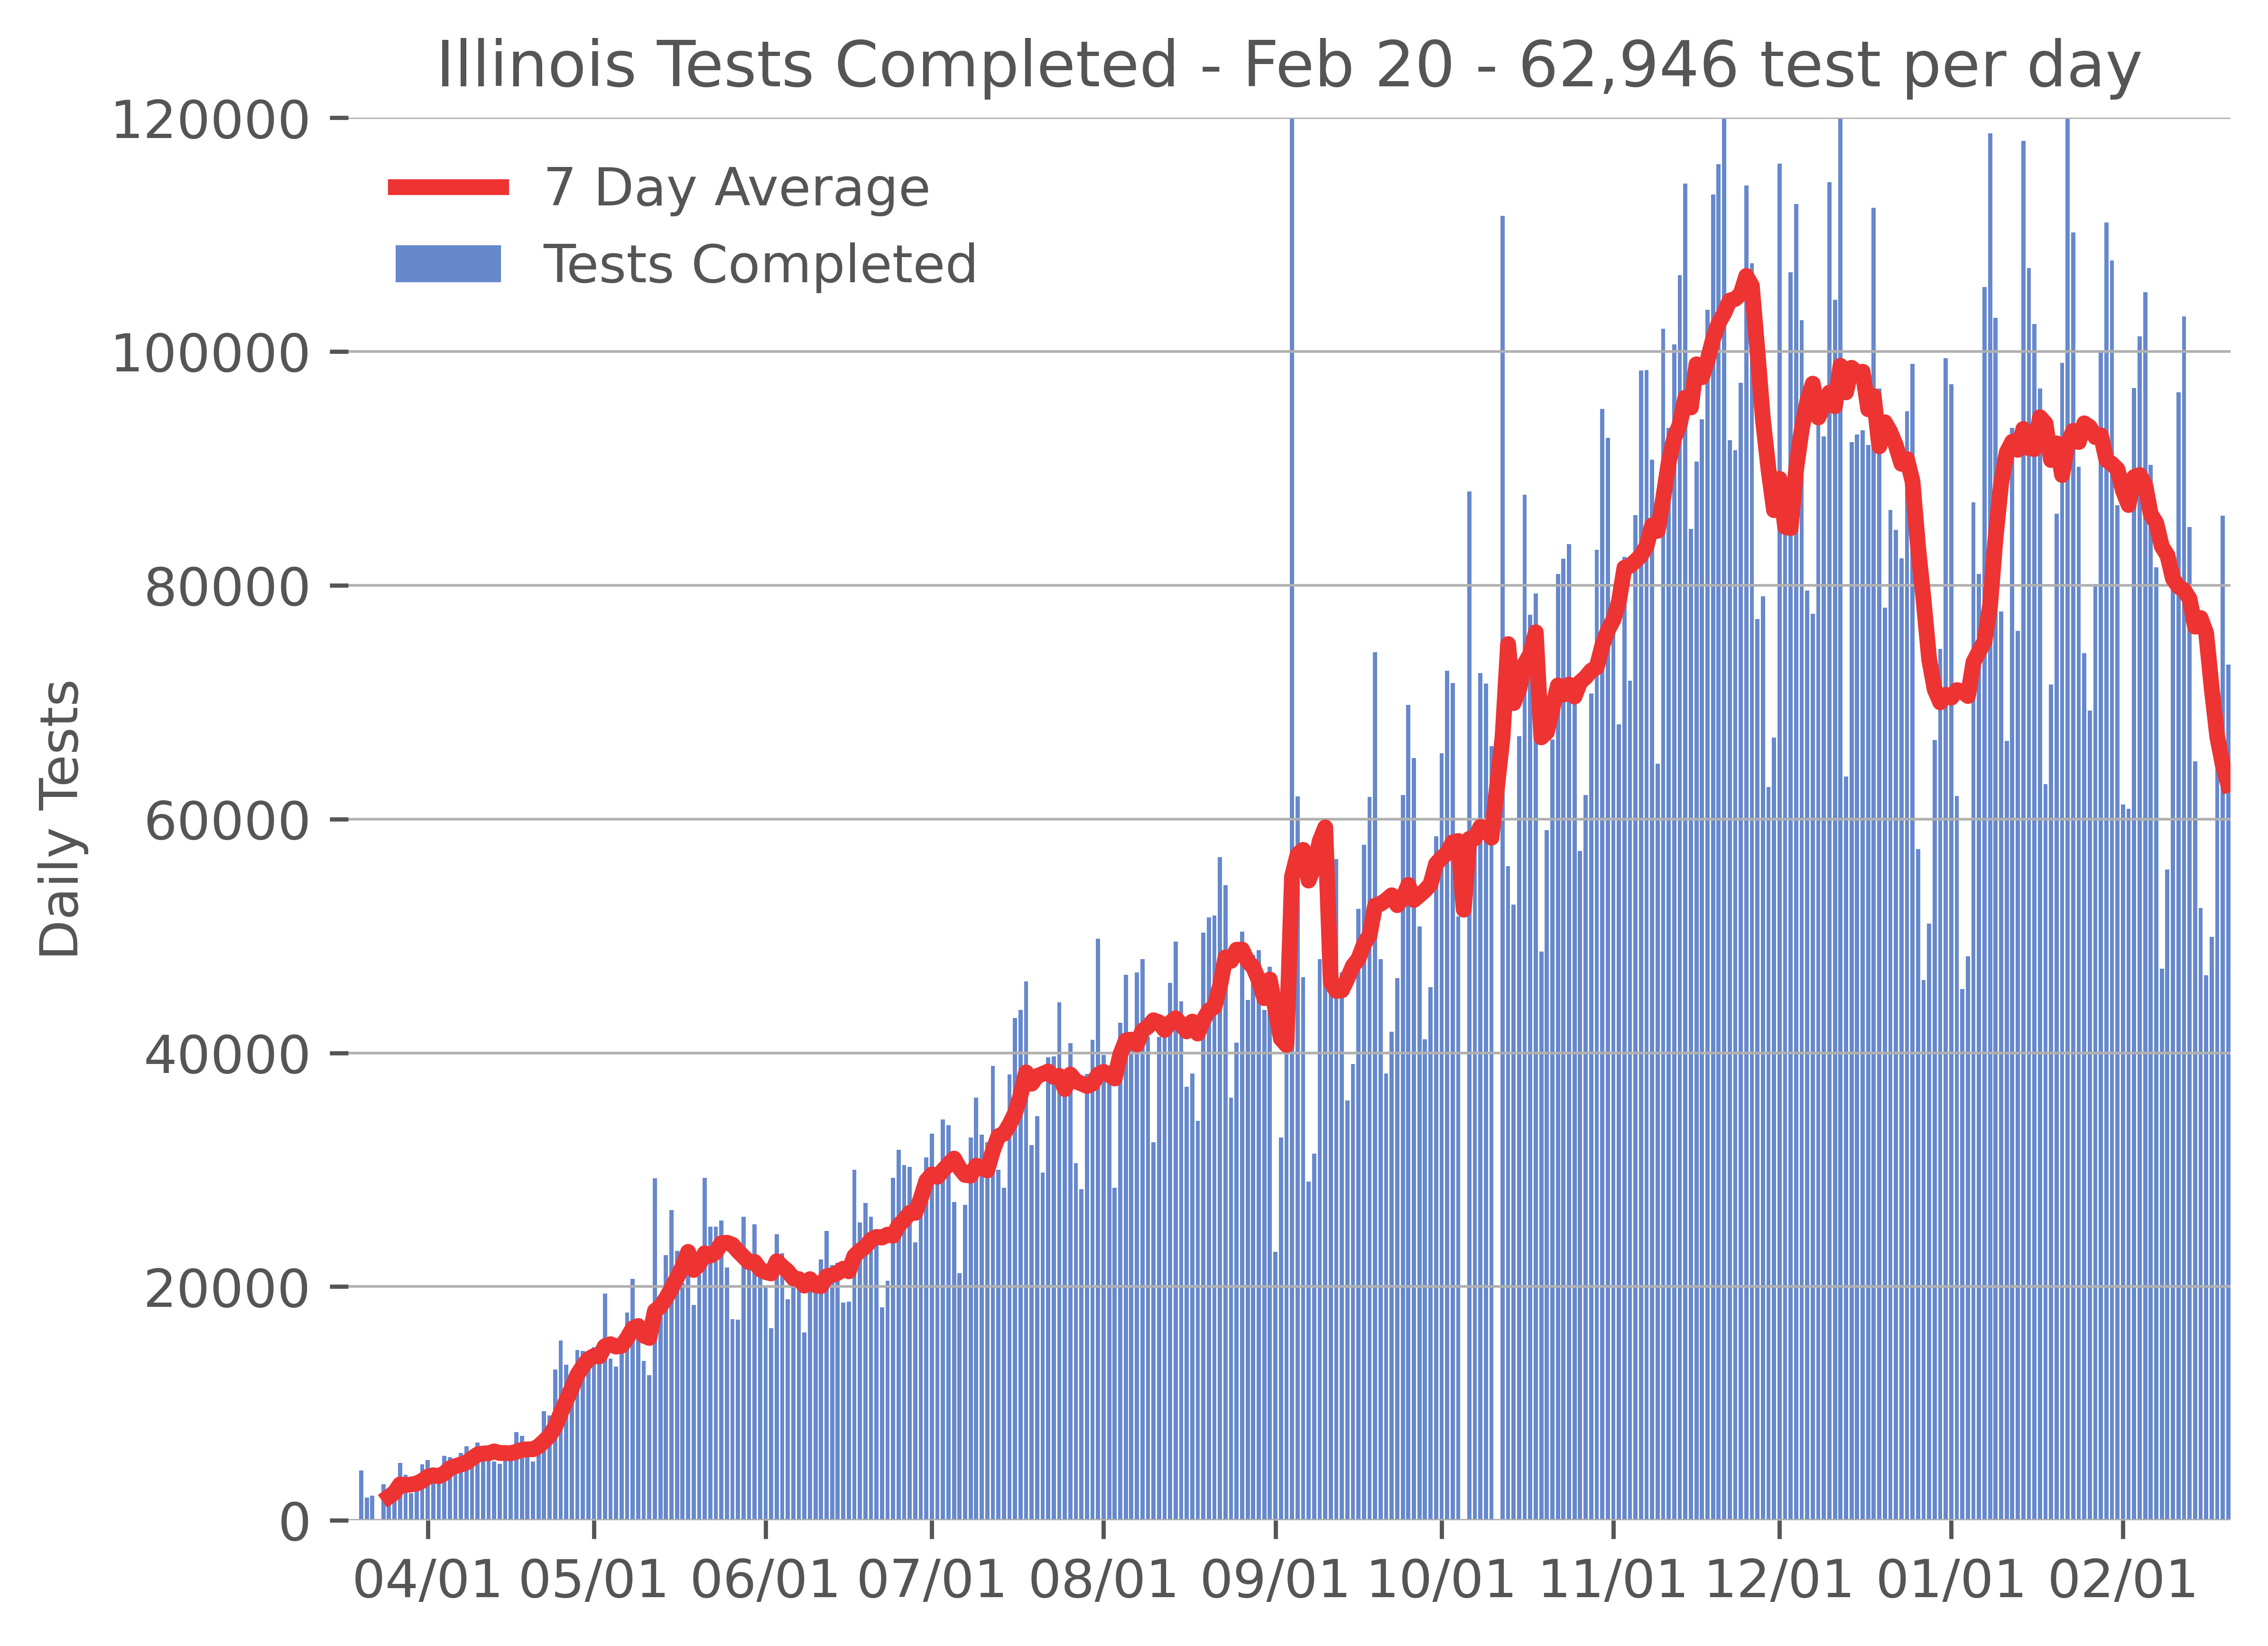 Illinois Tests Completed - Feb 20 - 62,946 test per day
120000
7 Day Average
Tests Completed
100000
80000
60000
40000
20000
0
Daily Tests
04/01 05/01 06/01 07/01 08/01 09/01 10/01 11/01 12/01 01/01 02/01